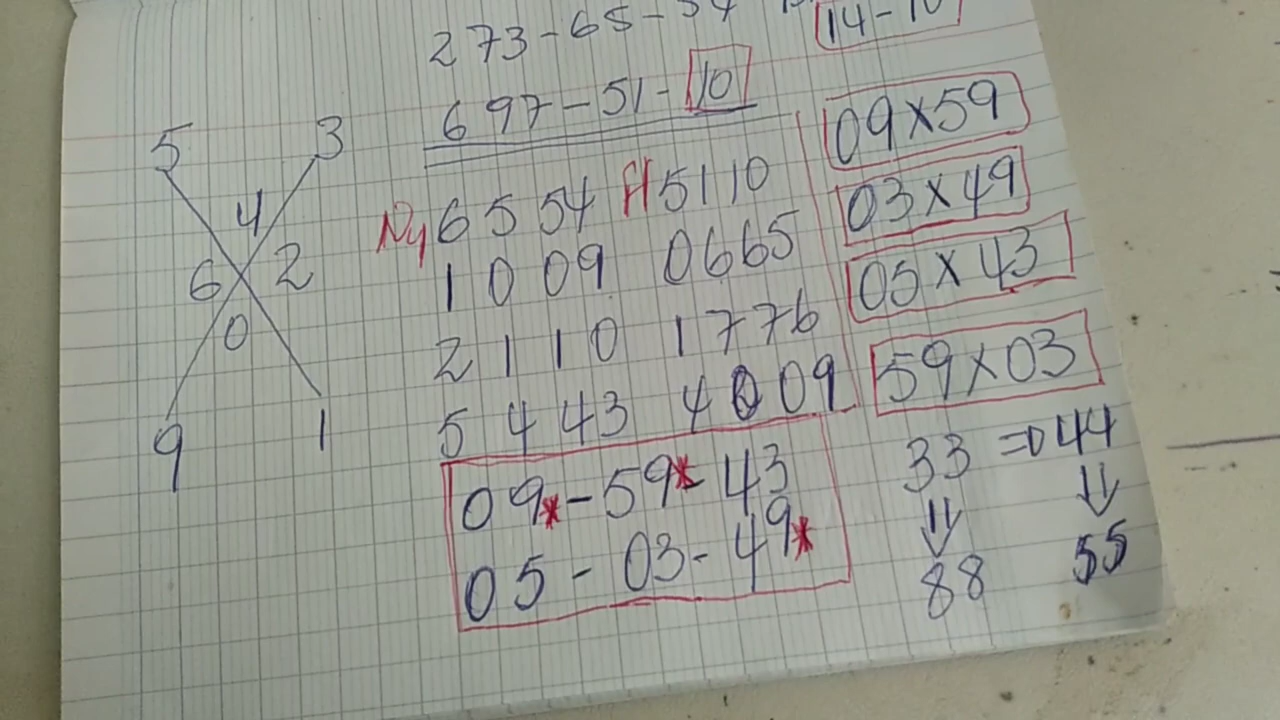 273-65-54
14-10
697-51-10
5 3
4
6 2
0
9 1
Ny 6554 Fl 5110
1009 0665
2110 1776
5443 4009
09*-59*-43
05-03-49*
09x59
03x49
05x43
59x03
33 => 44
88 55